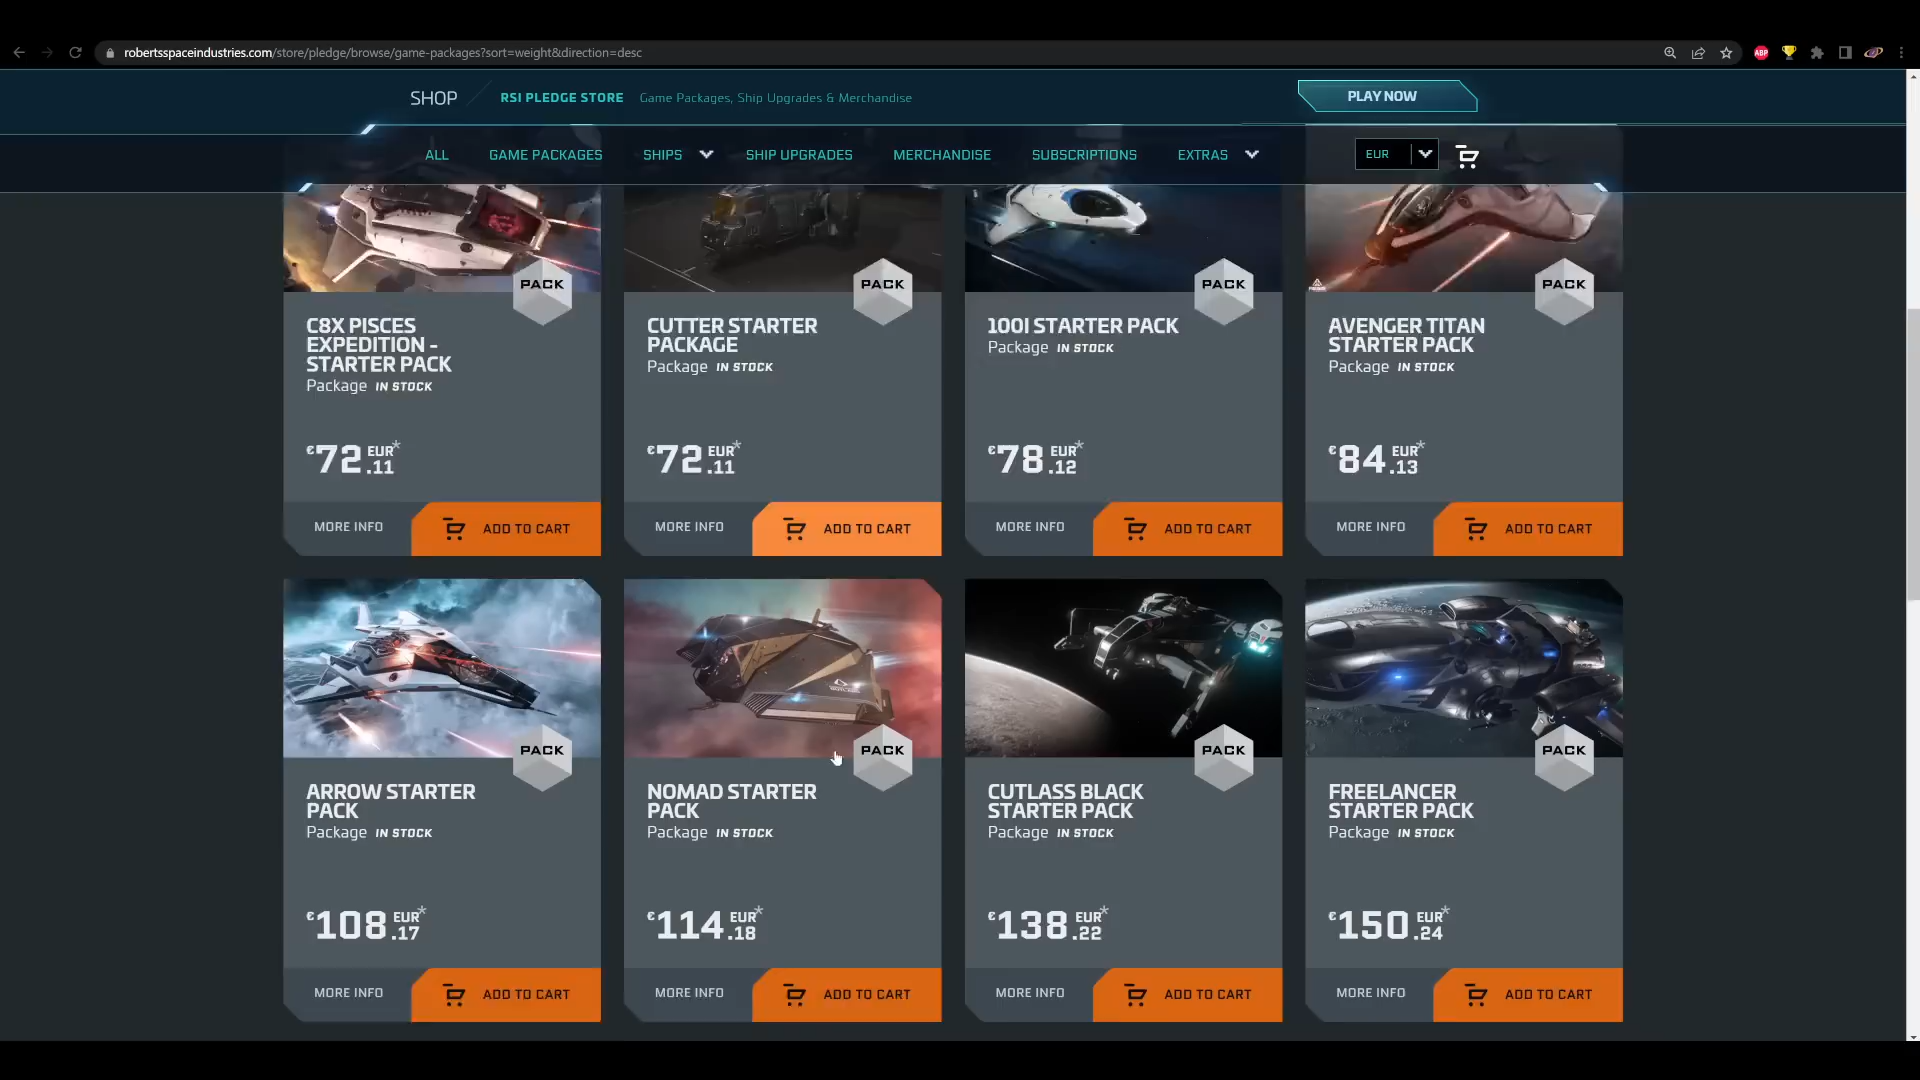 robertsspaceindustries.com/store/pledge/browse/game-packages?sort=weight&direction=desc
ABP
SHOP
RSI PLEDGE STORE Game Packages, Ship Upgrades & Merchandise
PLAY NOW
ALL GAME PACKAGES SHIPS SHIP UPGRADES MERCHANDISE SUBSCRIPTIONS EXTRAS
EUR
PACK
C8X PISCES
EXPEDITION -
STARTER PACK
Package IN STOCK
€72.11 EUR*
MORE INFO
ADD TO CART
PACK
CUTTER STARTER
PACKAGE
Package IN STOCK
€72.11 EUR*
MORE INFO
ADD TO CART
PACK
100I STARTER PACK
Package IN STOCK
€78.12 EUR*
MORE INFO
ADD TO CART
PACK
AVENGER TITAN
STARTER PACK
Package IN STOCK
€84.13 EUR*
MORE INFO
ADD TO CART
PACK
ARROW STARTER
PACK
Package IN STOCK
€108.17 EUR*
MORE INFO
ADD TO CART
PACK
NOMAD STARTER
PACK
Package IN STOCK
€114.18 EUR*
MORE INFO
ADD TO CART
PACK
CUTLASS BLACK
STARTER PACK
Package IN STOCK
€138.22 EUR*
MORE INFO
ADD TO CART
PACK
FREELANCER
STARTER PACK
Package IN STOCK
€150.24 EUR*
MORE INFO
ADD TO CART